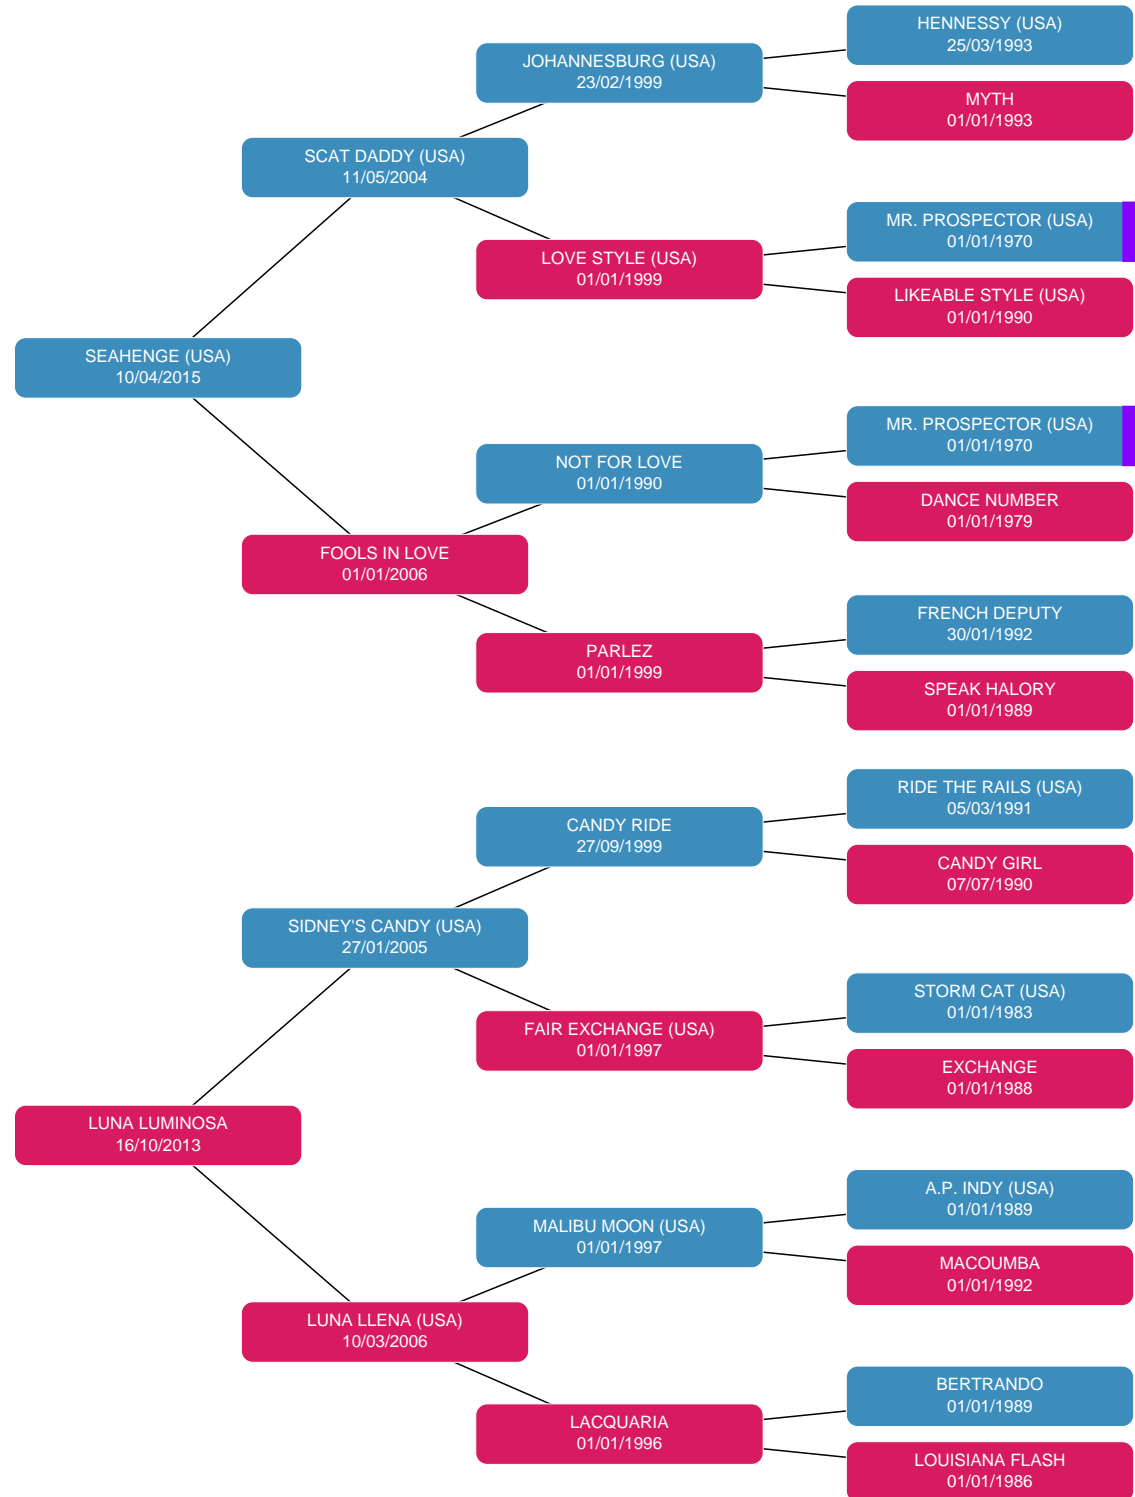 HENNESSY (USA)
25/03/1993
JOHANNESBURG (USA)
23/02/1999
MYTH
01/01/1993
SCAT DADDY (USA)
11/05/2004
MR. PROSPECTOR (USA)
01/01/1970
LOVE STYLE (USA)
01/01/1999
LIKEABLE STYLE (USA)
01/01/1990
SEAHENGE (USA)
10/04/2015
MR. PROSPECTOR (USA)
01/01/1970
NOT FOR LOVE
01/01/1990
DANCE NUMBER
01/01/1979
FOOLS IN LOVE
01/01/2006
FRENCH DEPUTY
30/01/1992
PARLEZ
01/01/1999
SPEAK HALORY
01/01/1989
RIDE THE RAILS (USA)
05/03/1991
CANDY RIDE
27/09/1999
CANDY GIRL
07/07/1990
SIDNEY'S CANDY (USA)
27/01/2005
STORM CAT (USA)
01/01/1983
FAIR EXCHANGE (USA)
01/01/1997
EXCHANGE
01/01/1988
LUNA LUMINOSA
16/10/2013
A.P. INDY (USA)
01/01/1989
MALIBU MOON (USA)
01/01/1997
MACOUMBA
01/01/1992
LUNA LLENA (USA)
10/03/2006
BERTRANDO
01/01/1989
LACQUARIA
01/01/1996
LOUISIANA FLASH
01/01/1986